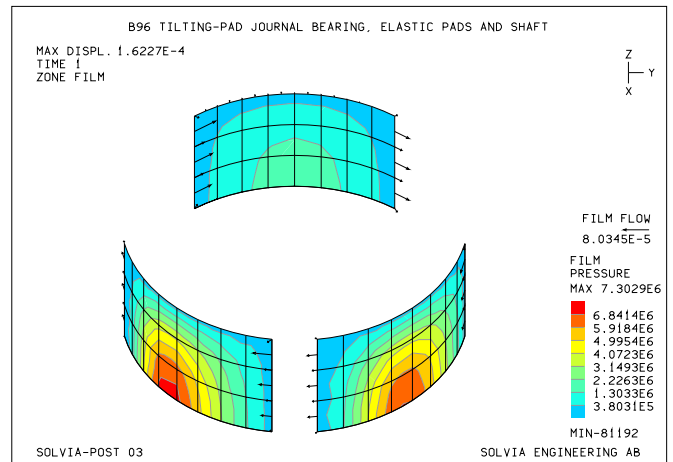 B96 TILTING-PAD JOURNAL BEARING, ELASTIC PADS AND SHAFT
MAX DISPL. 1.6227E-4
TIME 1
ZONE FILM
Z
Y
X
FILM FLOW
8.0345E-5
FILM
PRESSURE
MAX 7.3029E6
6.8414E6
5.9184E6
4.9954E6
4.0723E6
3.1493E6
2.2263E6
1.3033E6
3.8031E5
MIN-81192
SOLVIA-POST 03
SOLVIA ENGINEERING AB